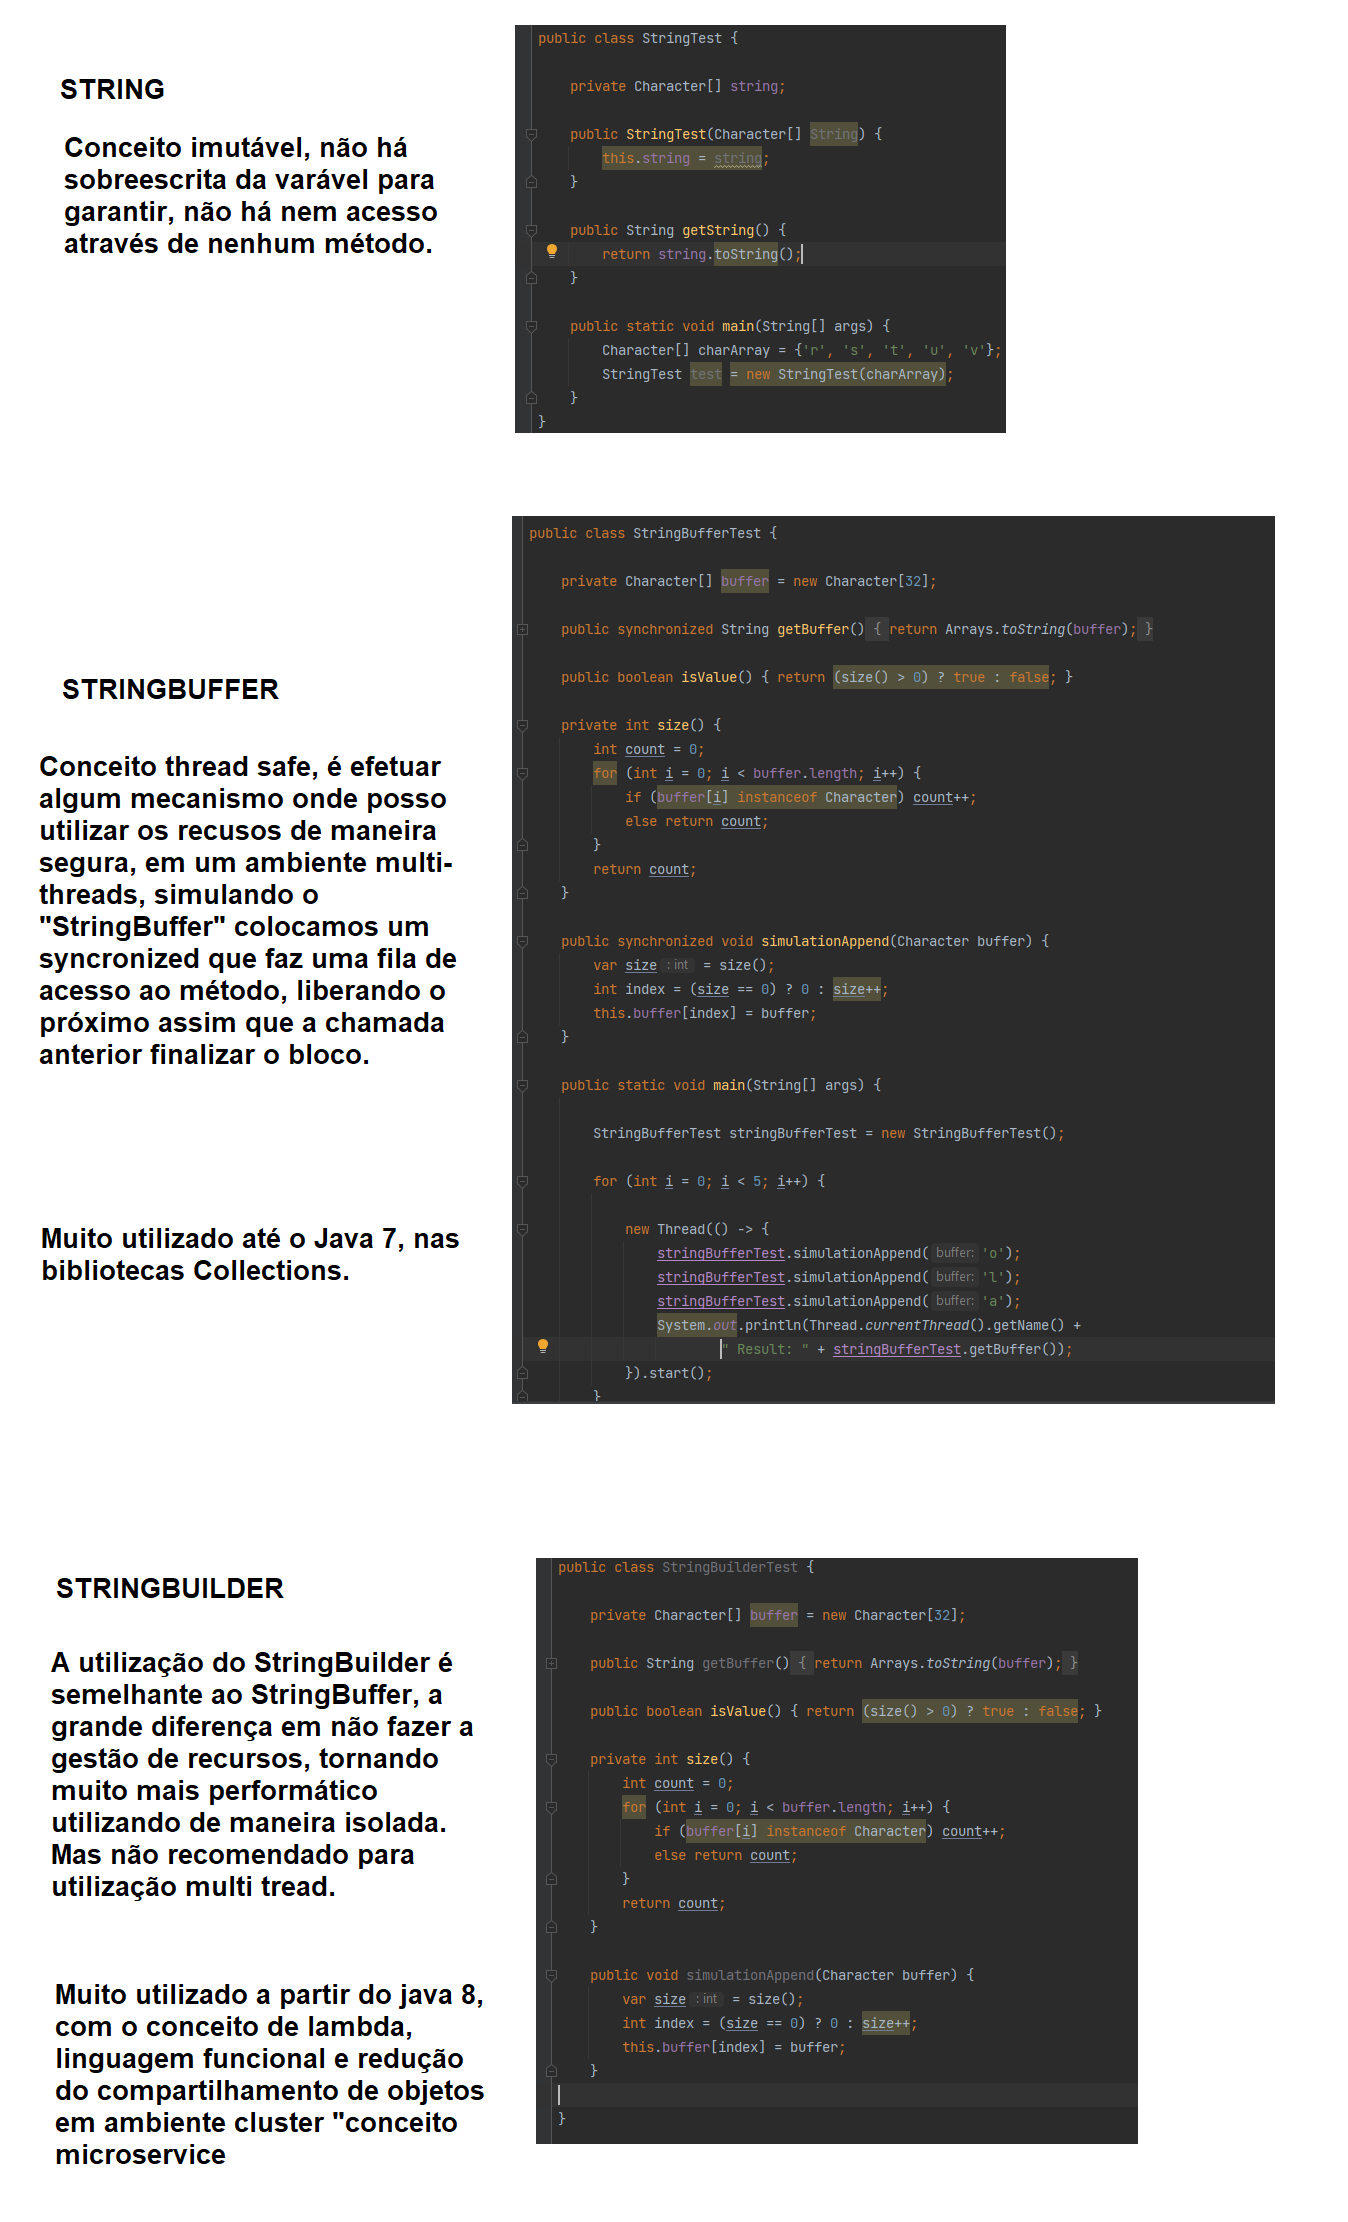 STRING
Conceito imutável, não há
sobreescrita da varável para
garantir, não há nem acesso
através de nenhum método.
public class StringTest {
private Character[] string;
public StringTest(Character[] String) {
this.string = string;
}
public String getString() {
return string.toString();
}
public static void main(String[] args) {
Character[] charArray = {'r', 's', 't', 'u', 'v'};
StringTest test = new StringTest(charArray);
}
}
STRINGBUFFER
Conceito thread safe, é efetuar
algum mecanismo onde posso
utilizar os recusos de maneira
segura, em um ambiente multi-
threads, simulando o
"StringBuffer" colocamos um
syncronized que faz uma fila de
acesso ao método, liberando o
próximo assim que a chamada
anterior finalizar o bloco.
Muito utilizado até o Java 7, nas
bibliotecas Collections.
public class StringBufferTest {
private Character[] buffer = new Character[32];
public synchronized String getBuffer() { return Arrays.toString(buffer); }
public boolean isValue() { return (size() > 0) ? true : false; }
private int size() {
int count = 0;
for (int i = 0; i < buffer.length; i++) {
if (buffer[i] instanceof Character) count++;
else return count;
}
return count;
}
public synchronized void simulationAppend(Character buffer) {
var size : int = size();
int index = (size == 0) ? 0 : size++;
this.buffer[index] = buffer;
}
public static void main(String[] args) {
StringBufferTest stringBufferTest = new StringBufferTest();
for (int i = 0; i < 5; i++) {
new Thread(() -> {
stringBufferTest.simulationAppend( buffer: 'o');
stringBufferTest.simulationAppend( buffer: 'l');
stringBufferTest.simulationAppend( buffer: 'a');
System.out.println(Thread.currentThread().getName() +
" Result: " + stringBufferTest.getBuffer());
}).start();
}
STRINGBUILDER
A utilização do StringBuilder é
semelhante ao StringBuffer, a
grande diferença em não fazer a
gestão de recursos, tornando
muito mais performático
utilizando de maneira isolada.
Mas não recomendado para
utilização multi tread.
Muito utilizado a partir do java 8,
com o conceito de lambda,
linguagem funcional e redução
do compartilhamento de objetos
em ambiente cluster "conceito
microservice
public class StringBuilderTest {
private Character[] buffer = new Character[32];
public String getBuffer() { return Arrays.toString(buffer); }
public boolean isValue() { return (size() > 0) ? true : false; }
private int size() {
int count = 0;
for (int i = 0; i < buffer.length; i++) {
if (buffer[i] instanceof Character) count++;
else return count;
}
return count;
}
public void simulationAppend(Character buffer) {
var size : int = size();
int index = (size == 0) ? 0 : size++;
this.buffer[index] = buffer;
}
}